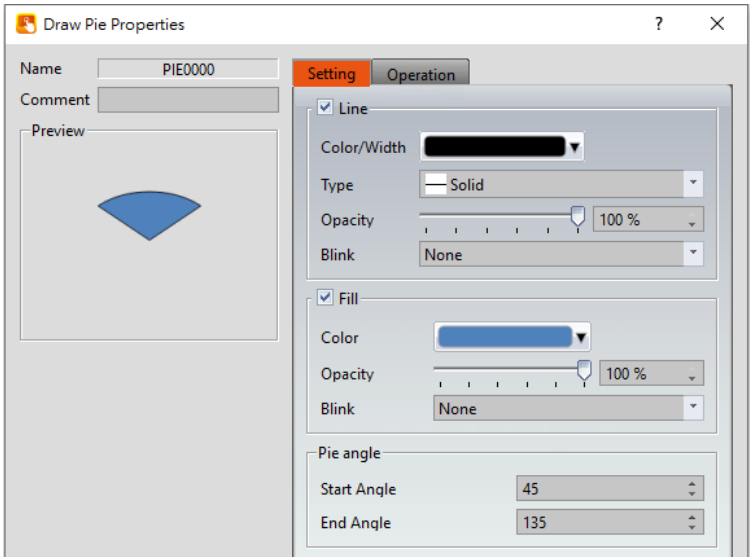 Draw Pie Properties ? ×
Name PIE0000
Comment
Preview
Setting Operation
Line
Color/Width
Type Solid
Opacity 100 %
Blink None
Fill
Color
Opacity 100 %
Blink None
Pie angle
Start Angle 45
End Angle 135